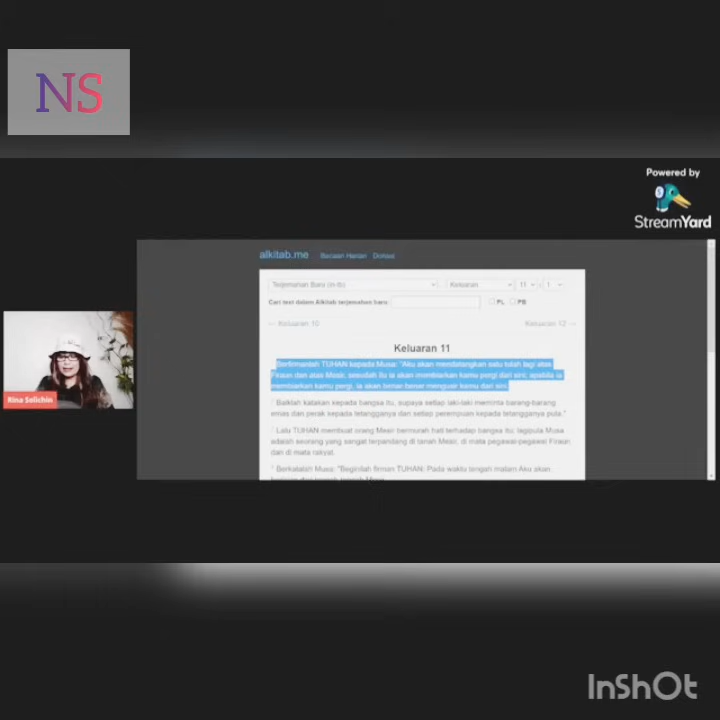 NS
Powered by
StreamYard
alkitab.me Bacaan Harian Donasi
Terjemahan Baru (in-tb) Keluaran 11 1
Cari text dalam Alkitab terjemahan baru: PL PB
← Keluaran 10 Keluaran 12 →
Keluaran 11
Berfirmanlah TUHAN kepada Musa: "Aku akan mendatangkan satu tulah lagi atas
Firaun dan atas Mesir, sesudah itu ia akan membiarkan kamu pergi dari sini; apabila ia
membiarkan kamu pergi, ia akan benar-benar mengusir kamu dari sini.
Baiklah katakan kepada bangsa itu, supaya setiap laki-laki meminta barang-barang
emas dan perak kepada tetangganya dan setiap perempuan kepada tetangganya pula."
Lalu TUHAN membuat orang Mesir bermurah hati terhadap bangsa itu; lagipula Musa
adalah seorang yang sangat terpandang di tanah Mesir, di mata pegawai-pegawai Firaun
dan di mata rakyat.
Berkatalah Musa: "Beginilah firman TUHAN: Pada waktu tengah malam Aku akan
Rina Solichin
InShOt